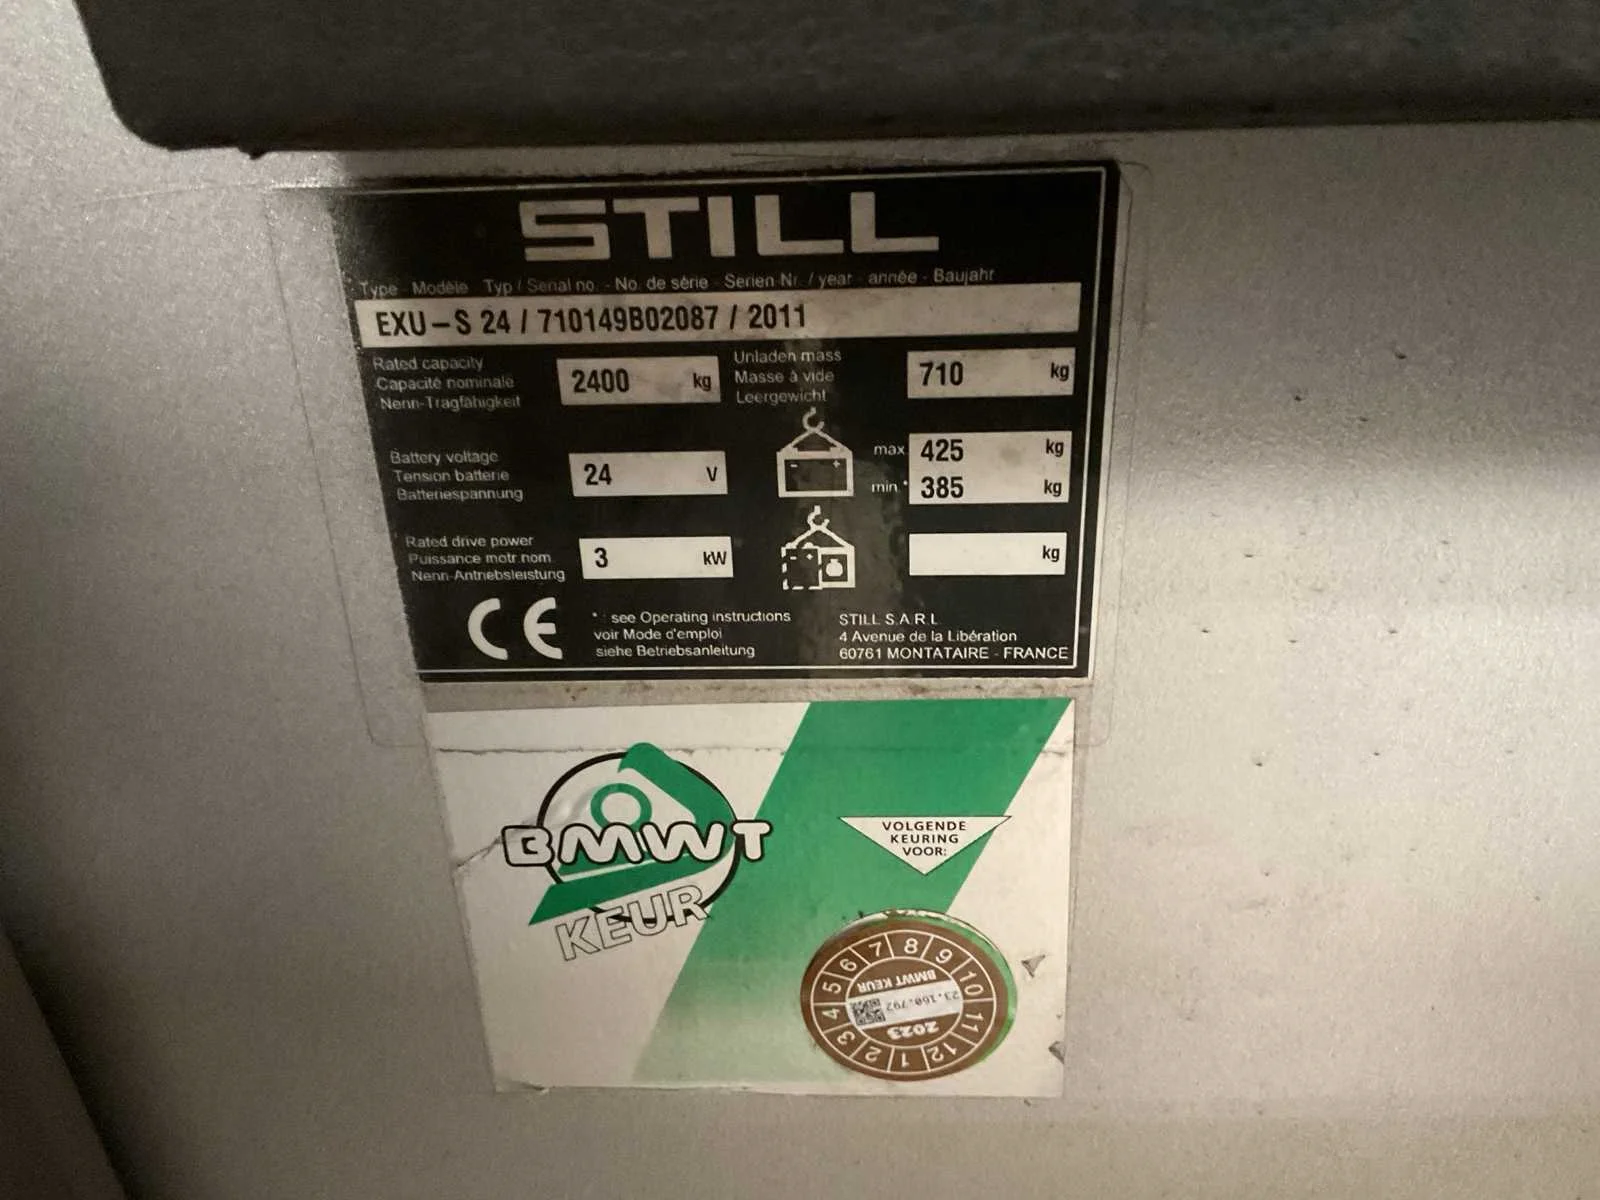 STILL
Type Modèle Typ / Serial no. - No. de série - Serien-Nr. / year - année - Baujahr
EXU-S 24 / 710149B02087 / 2011
Rated capacity
Capacité nominale
Nenn-Tragfähigkeit
2400 kg
Unladen mass
Masse à vide
Leergewicht
710 kg
Battery voltage
Tension batterie
Batteriespannung
24 V
max. 425 kg
min.* 385 kg
Rated drive power
Puissance motr.nom.
Nenn-Antriebsleistung
3 kW
kg
CE
* : see Operating instructions
voir Mode d'emploi
siehe Betriebsanleitung
STILL S.A.R.L
4 Avenue de la Libération
60761 MONTATAIRE - FRANCE
BMWT
KEUR
VOLGENDE
KEURING
VOOR:
1 2 3 4 5 6 7 8 9 10 11 12
BMWT KEUR
23.160.792
2023